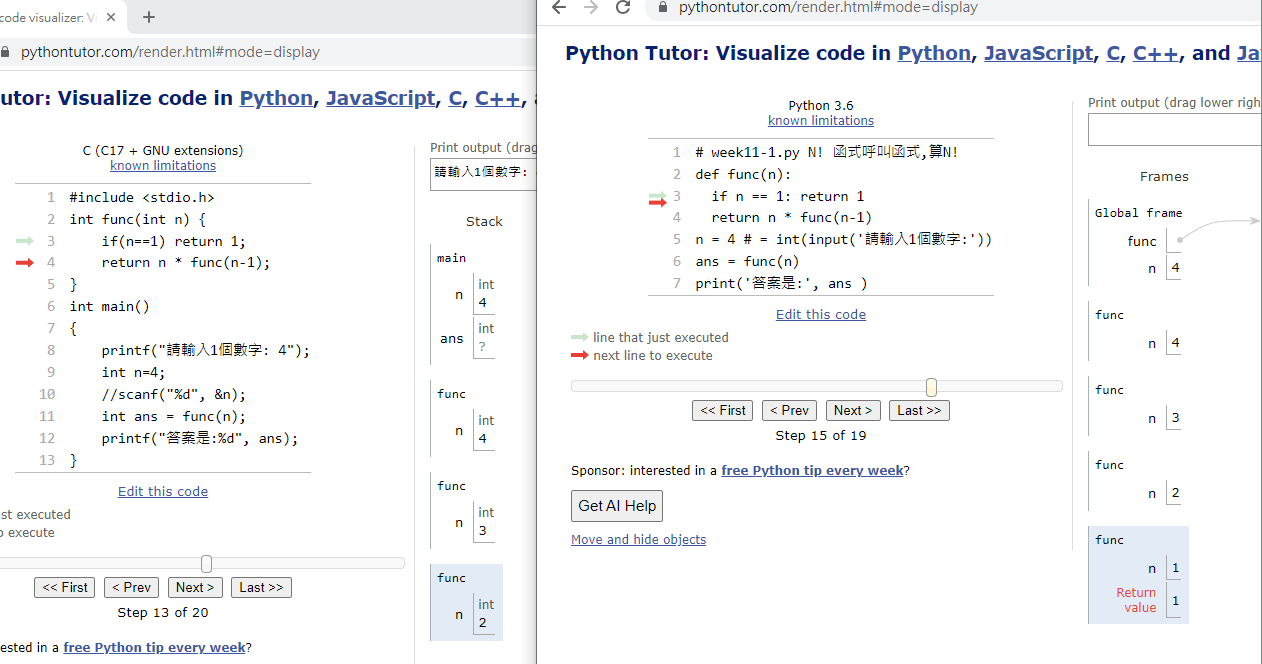 code visualizer: Vi
pythontutor.com/render.html#mode=display
utor: Visualize code in Python, JavaScript, C, C++,
C (C17 + GNU extensions)
known limitations
1 #include <stdio.h>
2 int func(int n) {
3     if(n==1) return 1;
4     return n * func(n-1);
5 }
6 int main()
7 {
8     printf("請輸入1個數字: 4");
9     int n=4;
10     //scanf("%d", &n);
11     int ans = func(n);
12     printf("答案是:%d", ans);
13 }
Edit this code
st executed
o execute
<< First < Prev Next > Last >>
Step 13 of 20
ested in a free Python tip every week?
Print output (drag
請輸入1個數字:
Stack
main
n int 4
ans int ?
func
n int 4
func
n int 3
func
n int 2
pythontutor.com/render.html#mode=display
Python Tutor: Visualize code in Python, JavaScript, C, C++, and Ja
Python 3.6
known limitations
1 # week11-1.py N! 函式呼叫函式,算N!
2 def func(n):
3   if n == 1: return 1
4   return n * func(n-1)
5 n = 4 # = int(input('請輸入1個數字:'))
6 ans = func(n)
7 print('答案是:', ans )
Edit this code
line that just executed
next line to execute
<< First < Prev Next > Last >>
Step 15 of 19
Sponsor: interested in a free Python tip every week?
Get AI Help
Move and hide objects
Print output (drag lower righ
Frames
Global frame
func
n 4
func
n 4
func
n 3
func
n 2
func
n 1
Return
value 1